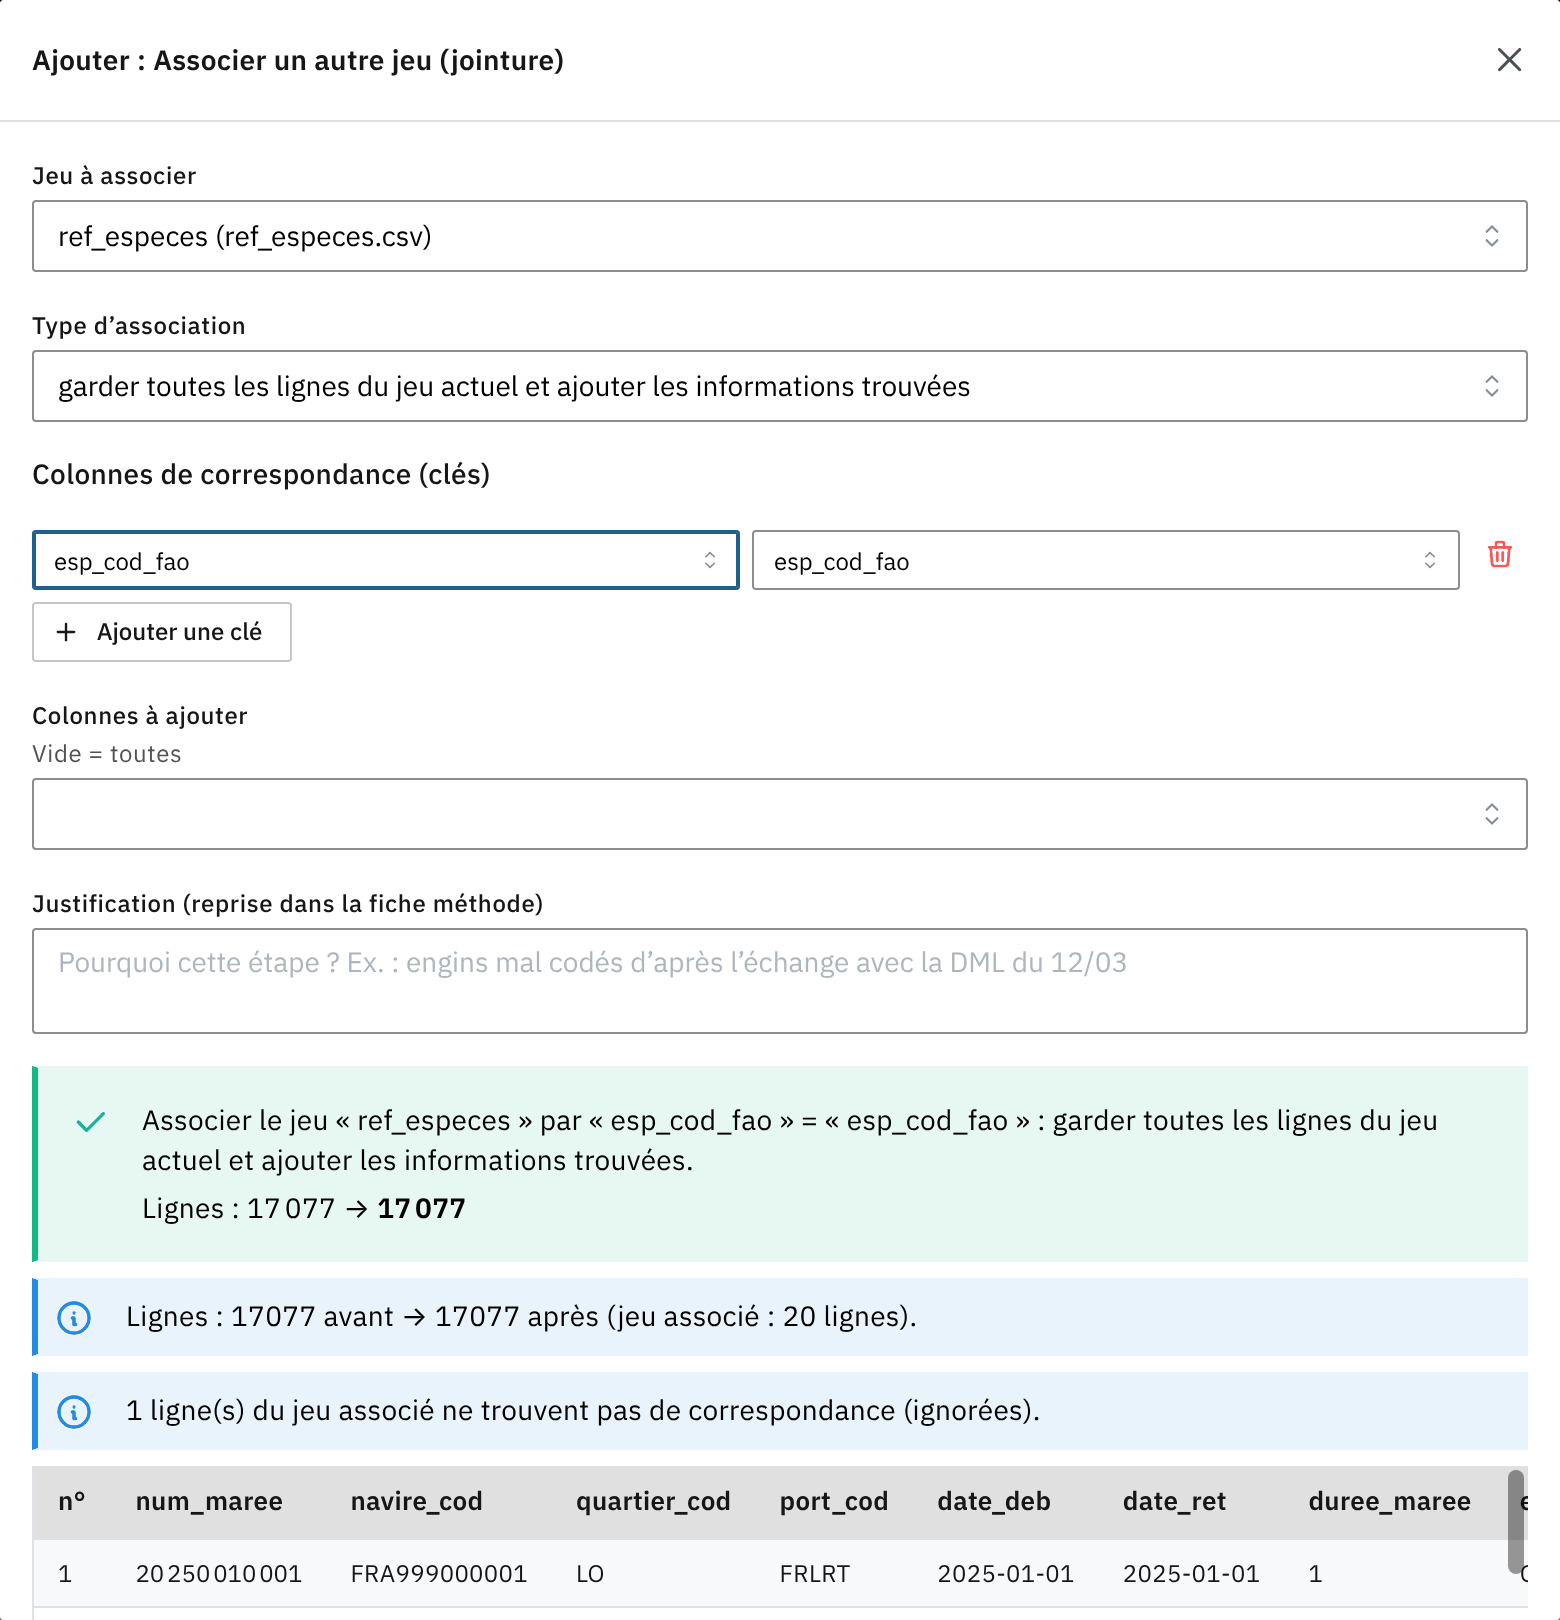 Ajouter : Associer un autre jeu (jointure)
Jeu à associer
ref_especes (ref_especes.csv)
Type d’association
garder toutes les lignes du jeu actuel et ajouter les informations trouvées
Colonnes de correspondance (clés)
esp_cod_fao esp_cod_fao
+ Ajouter une clé
Colonnes à ajouter
Vide = toutes
Justification (reprise dans la fiche méthode)
Pourquoi cette étape ? Ex. : engins mal codés d’après l’échange avec la DML du 12/03
Associer le jeu « ref_especes » par « esp_cod_fao » = « esp_cod_fao » : garder toutes les lignes du jeu
actuel et ajouter les informations trouvées.
Lignes : 17 077 → 17 077
Lignes : 17077 avant → 17077 après (jeu associé : 20 lignes).
1 ligne(s) du jeu associé ne trouvent pas de correspondance (ignorées).
n° num_maree navire_cod quartier_cod port_cod date_deb date_ret duree_maree
1 20 250 010 001 FRA999000001 LO FRLRT 2025-01-01 2025-01-01 1